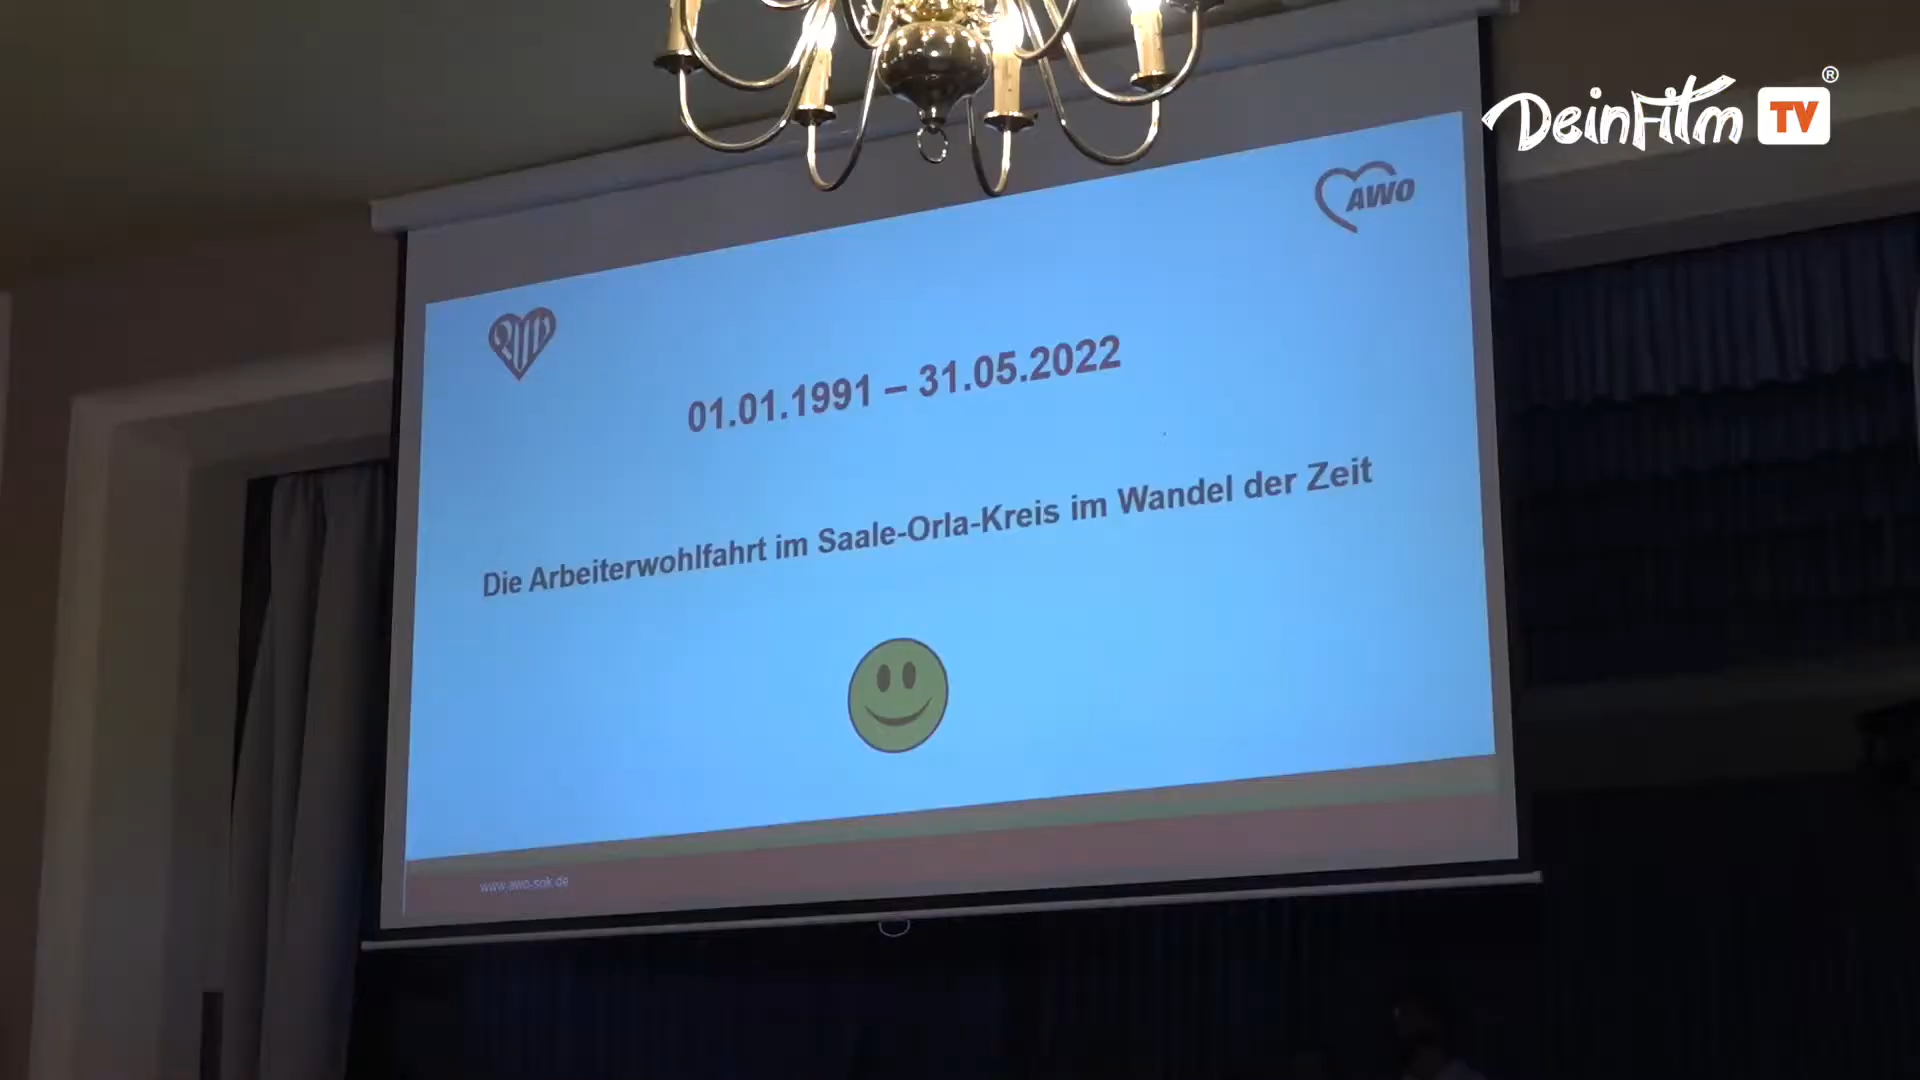 DeinFilm TV ®
AWO
01.01.1991 – 31.05.2022
Die Arbeiterwohlfahrt im Saale-Orla-Kreis im Wandel der Zeit
www.awo-sok.de